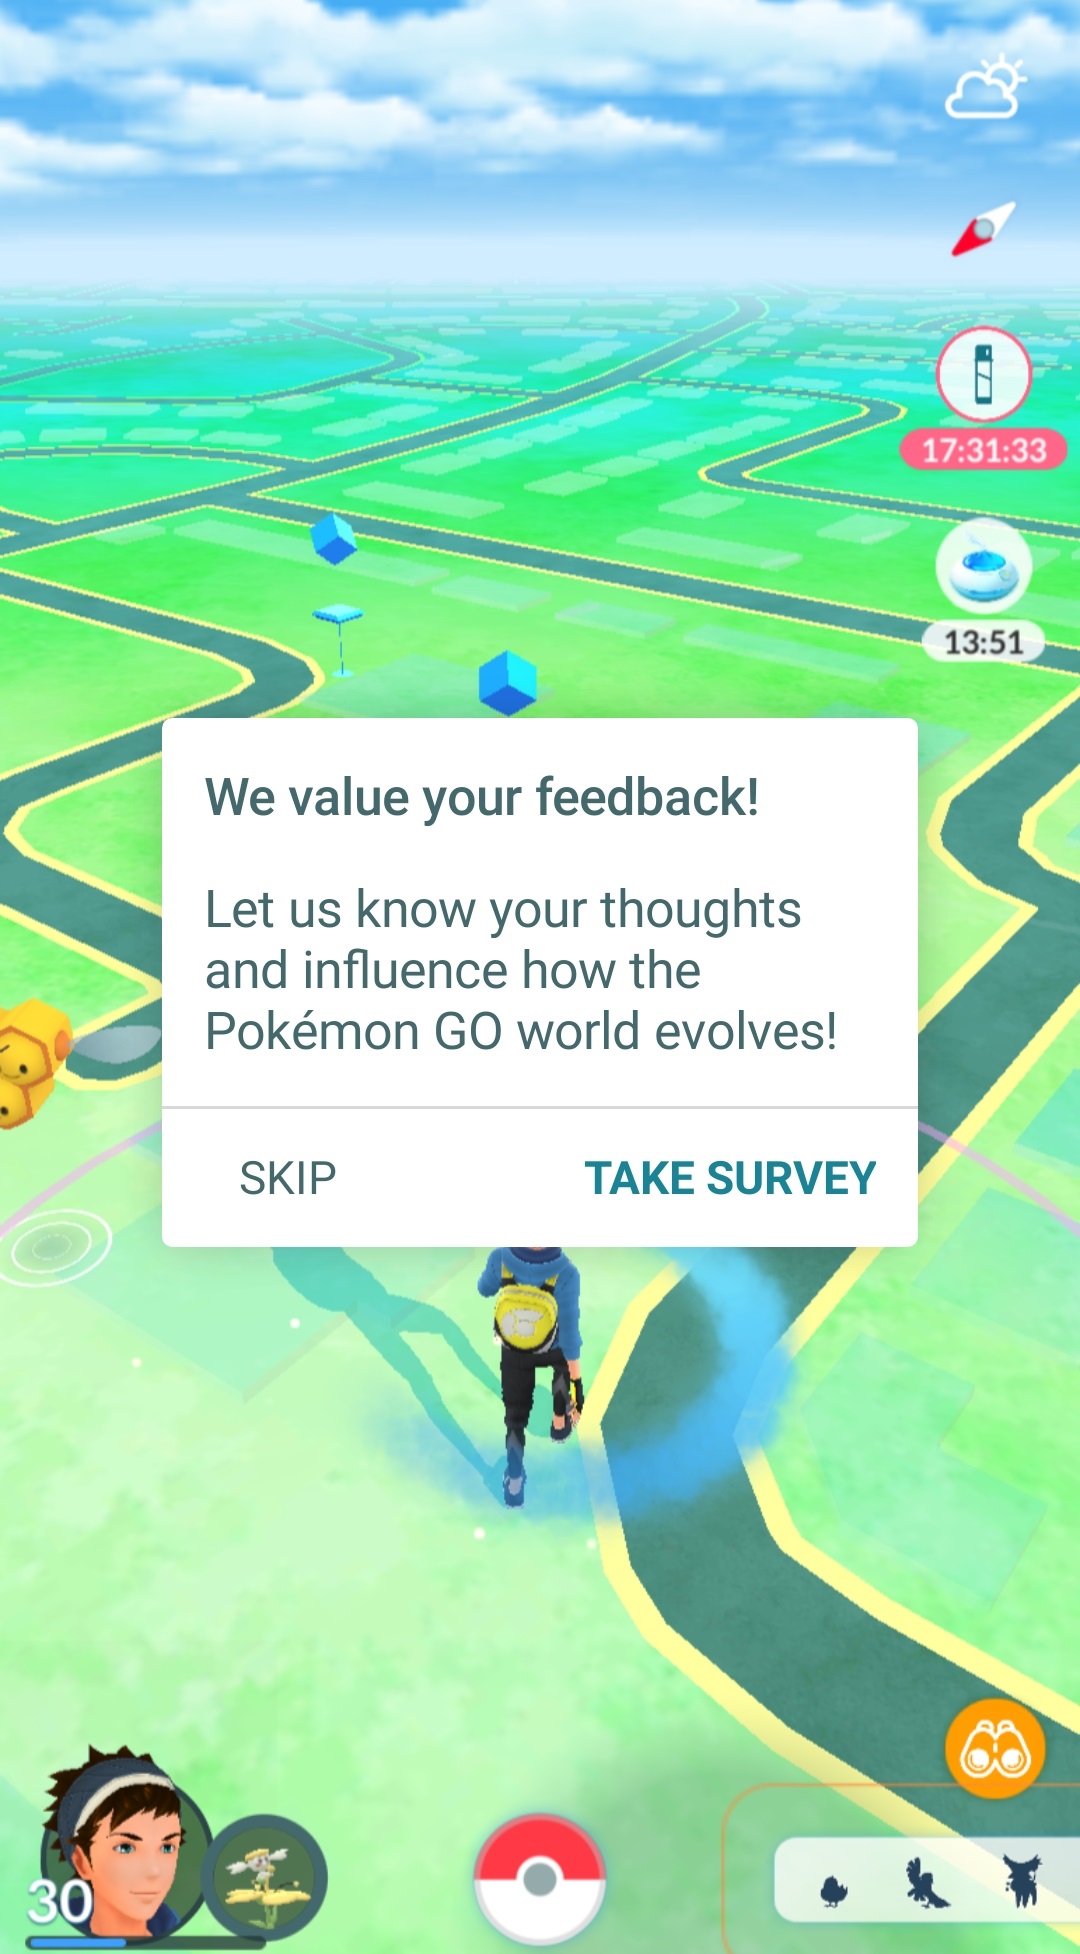 17:31:33
13:51
We value your feedback!
Let us know your thoughts
and influence how the
Pokémon GO world evolves!
SKIP
TAKE SURVEY
30